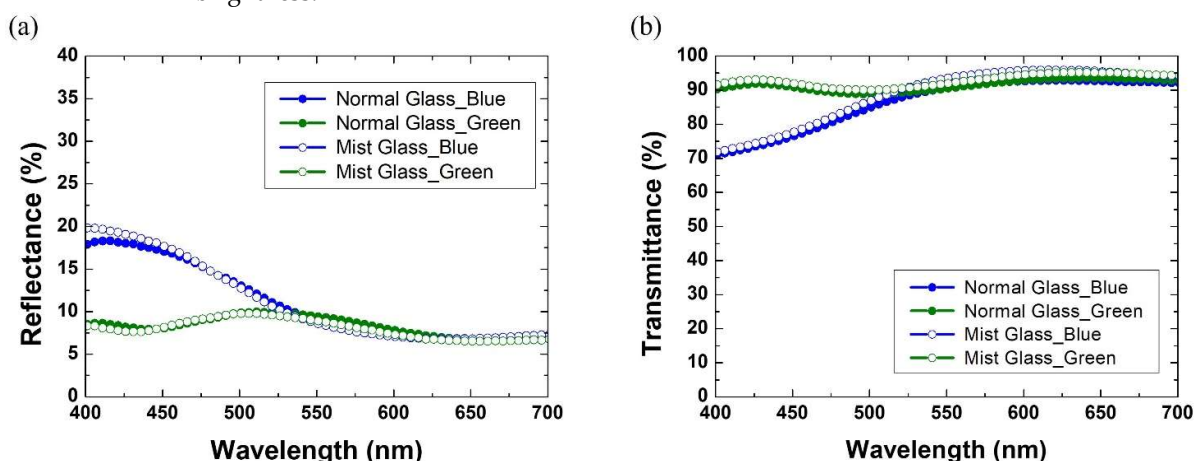 (a)
40
35
30
25
20
15
10
5
0
400 450 500 550 600 650 700
Reflectance (%)
Wavelength (nm)
Normal Glass_Blue
Normal Glass_Green
Mist Glass_Blue
Mist Glass_Green
(b)
100
90
80
70
60
50
40
30
20
10
0
400 450 500 550 600 650 700
Transmittance (%)
Wavelength (nm)
Normal Glass_Blue
Normal Glass_Green
Mist Glass_Blue
Mist Glass_Green